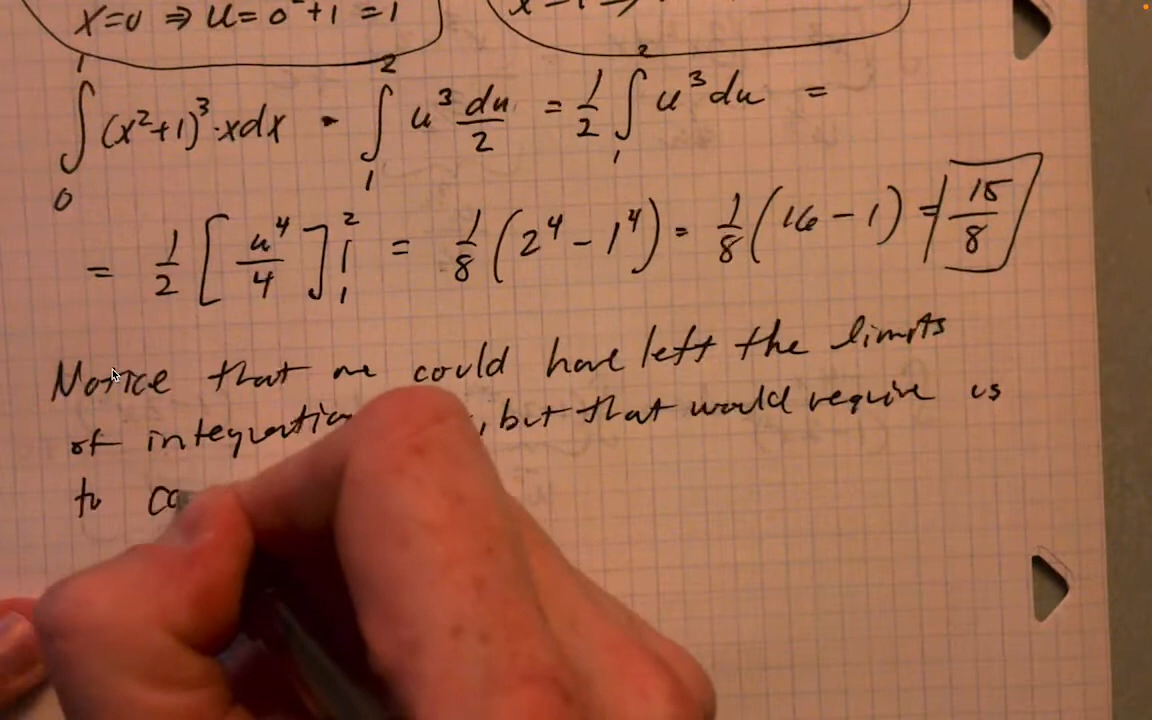 x=0 ⇒ u=0²+1=1
x=1 ⇒
∫₀¹ (x²+1)³·xdx = ∫₁² u³ du/2 = 1/2 ∫₁² u³ du =
= 1/2 [u⁴/4]|₁² = 1/8 (2⁴-1⁴) = 1/8 (16-1) = 15/8
Notice that we could have left the limits
of integration , but that would require us
to